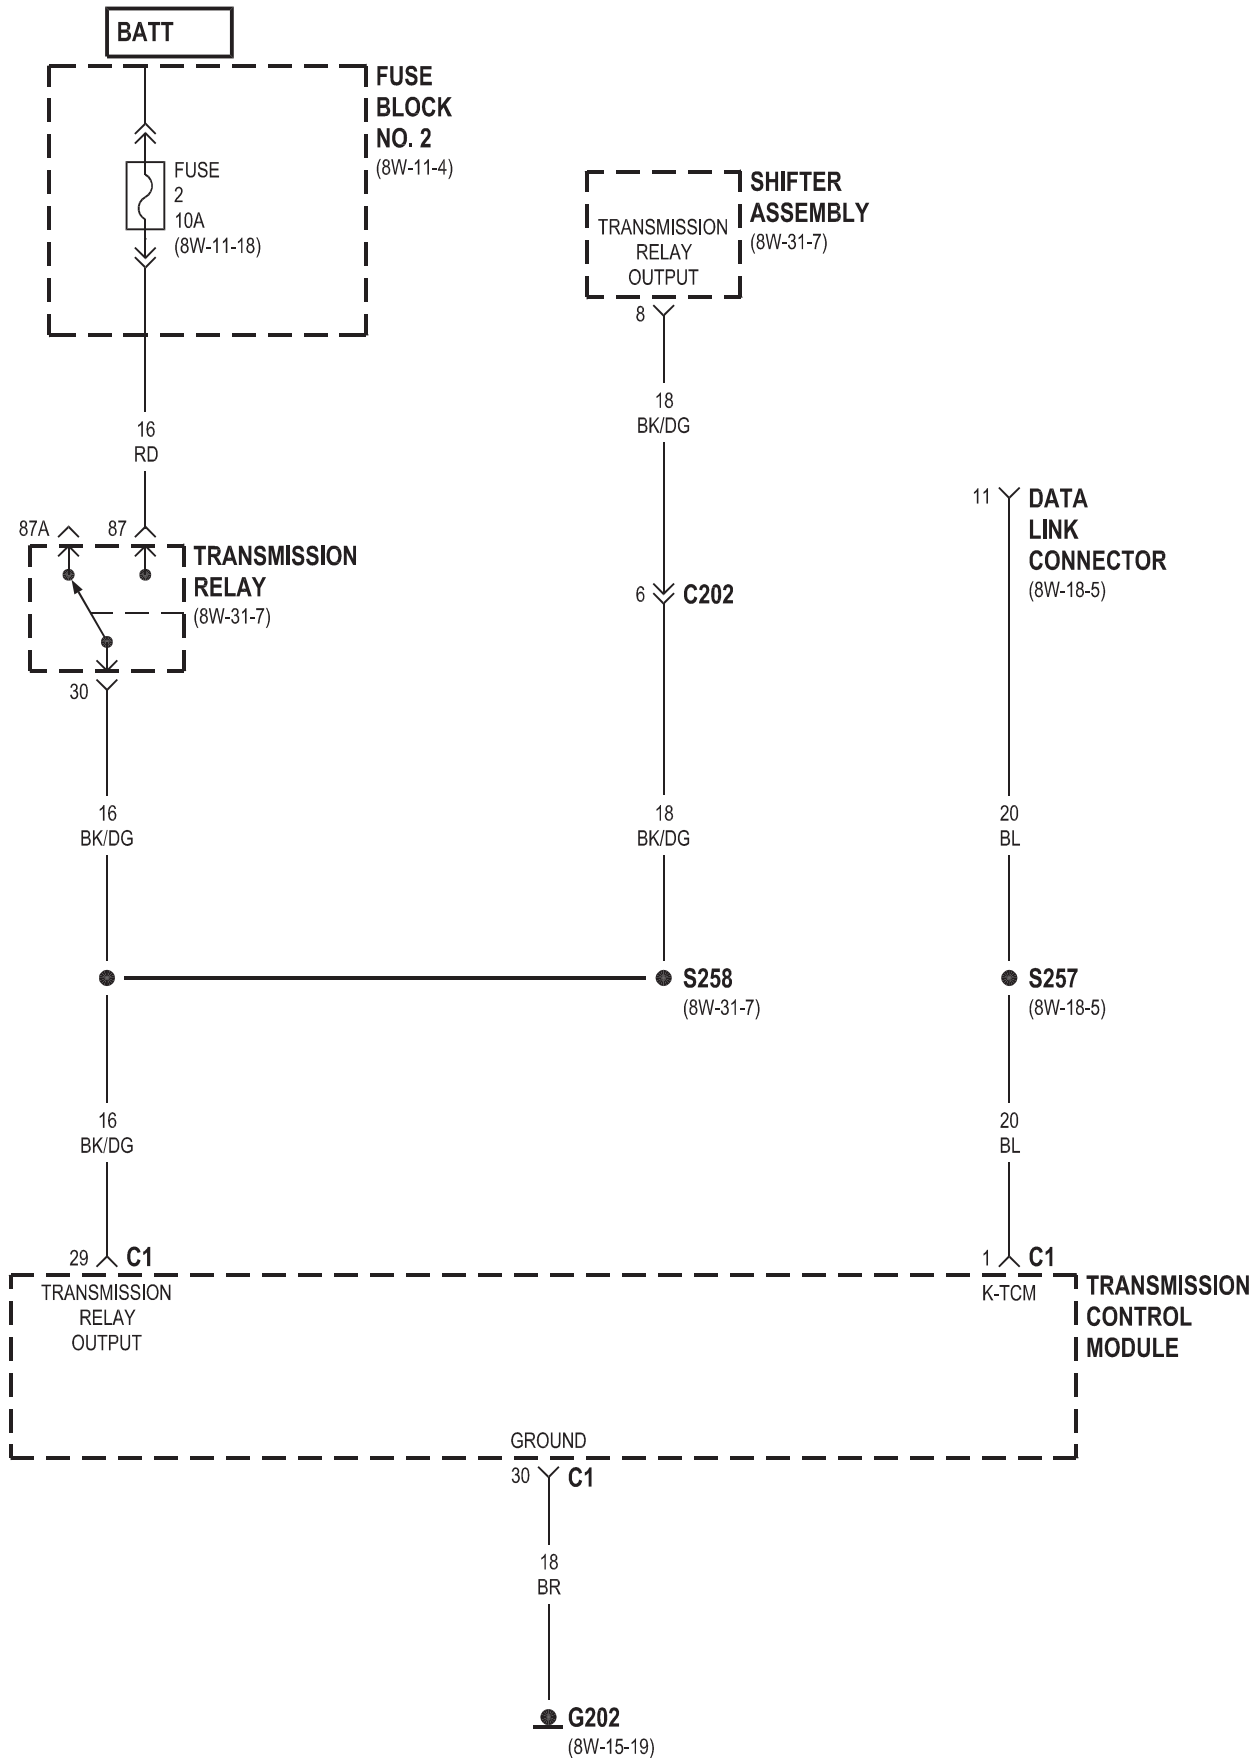 BATT
FUSE
BLOCK
NO. 2
(8W-11-4)
FUSE
2
10A
(8W-11-18)
SHIFTER
ASSEMBLY
(8W-31-7)
TRANSMISSION
RELAY
OUTPUT
8
18
BK/DG
16
RD
11
DATA
LINK
CONNECTOR
(8W-18-5)
87A
87
TRANSMISSION
RELAY
(8W-31-7)
6
C202
30
16
BK/DG
18
BK/DG
20
BL
S258
(8W-31-7)
S257
(8W-18-5)
16
BK/DG
20
BL
29
C1
1
C1
TRANSMISSION
RELAY
OUTPUT
K-TCM
TRANSMISSION
CONTROL
MODULE
GROUND
30
C1
18
BR
G202
(8W-15-19)